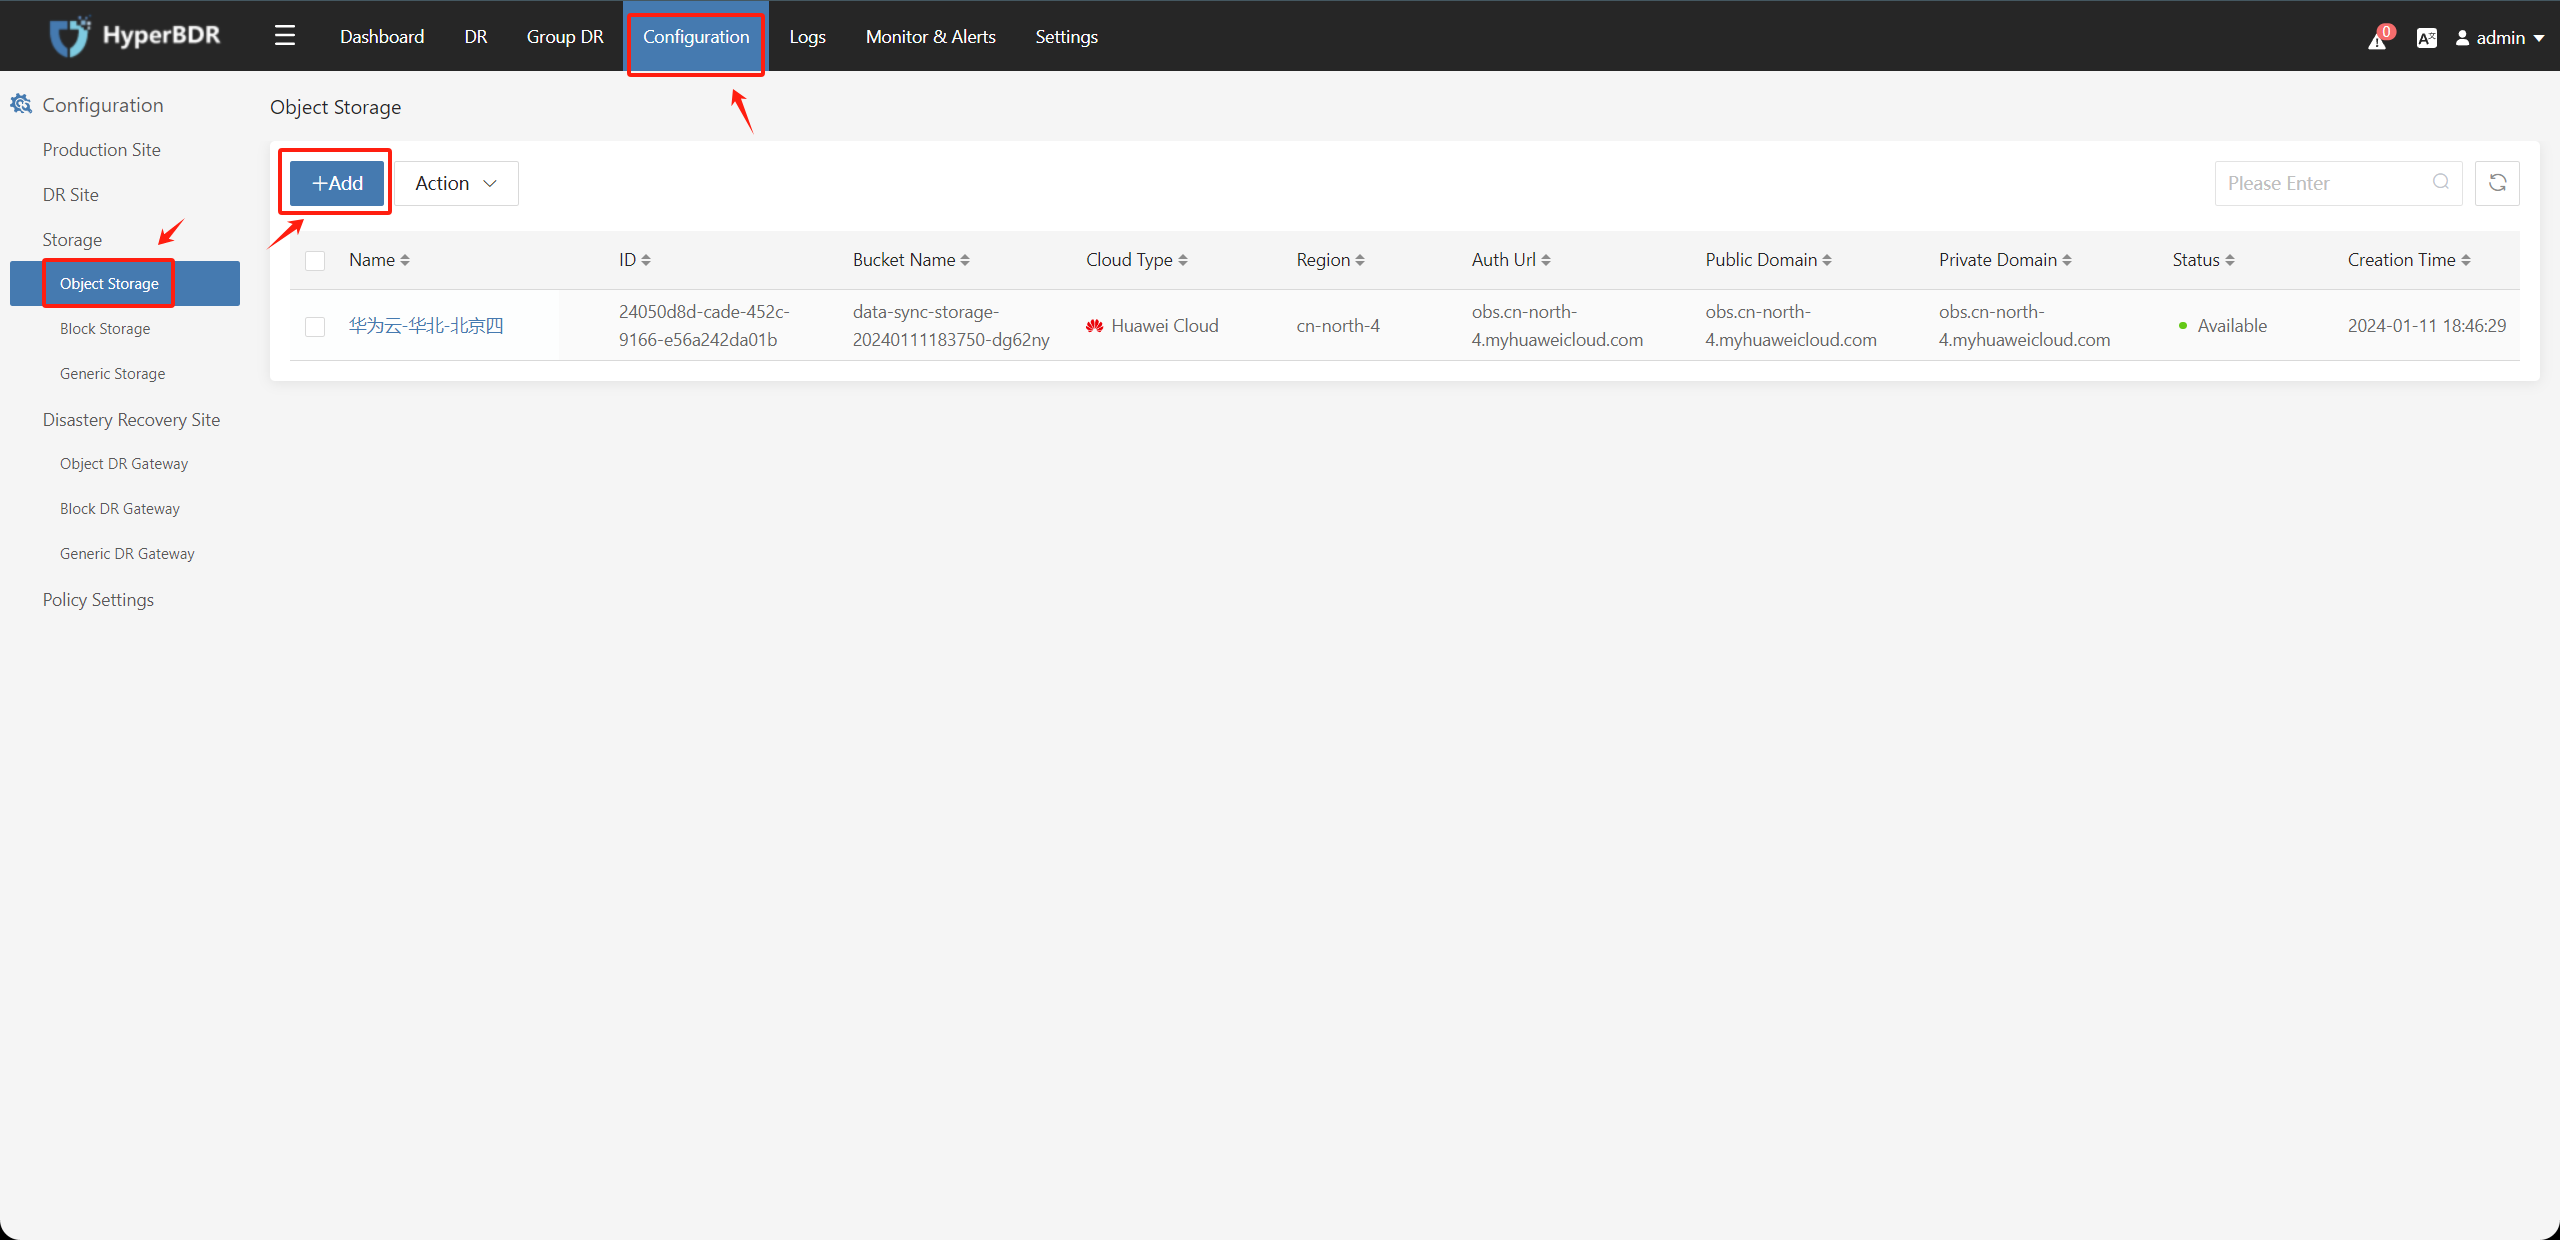 HyperBDR
Dashboard DR Group DR Configuration Logs Monitor & Alerts Settings 0 admin
Configuration
Production Site
DR Site
Storage
Object Storage
Block Storage
Generic Storage
Disastery Recovery Site
Object DR Gateway
Block DR Gateway
Generic DR Gateway
Policy Settings
Object Storage
+Add Action Please Enter
Name ID Bucket Name Cloud Type Region Auth Url Public Domain Private Domain Status Creation Time
华为云-华北-北京四 24050d8d-cade-452c-9166-e56a242da01b data-sync-storage-20240111183750-dg62ny Huawei Cloud cn-north-4 obs.cn-north-4.myhuaweicloud.com obs.cn-north-4.myhuaweicloud.com obs.cn-north-4.myhuaweicloud.com Available 2024-01-11 18:46:29